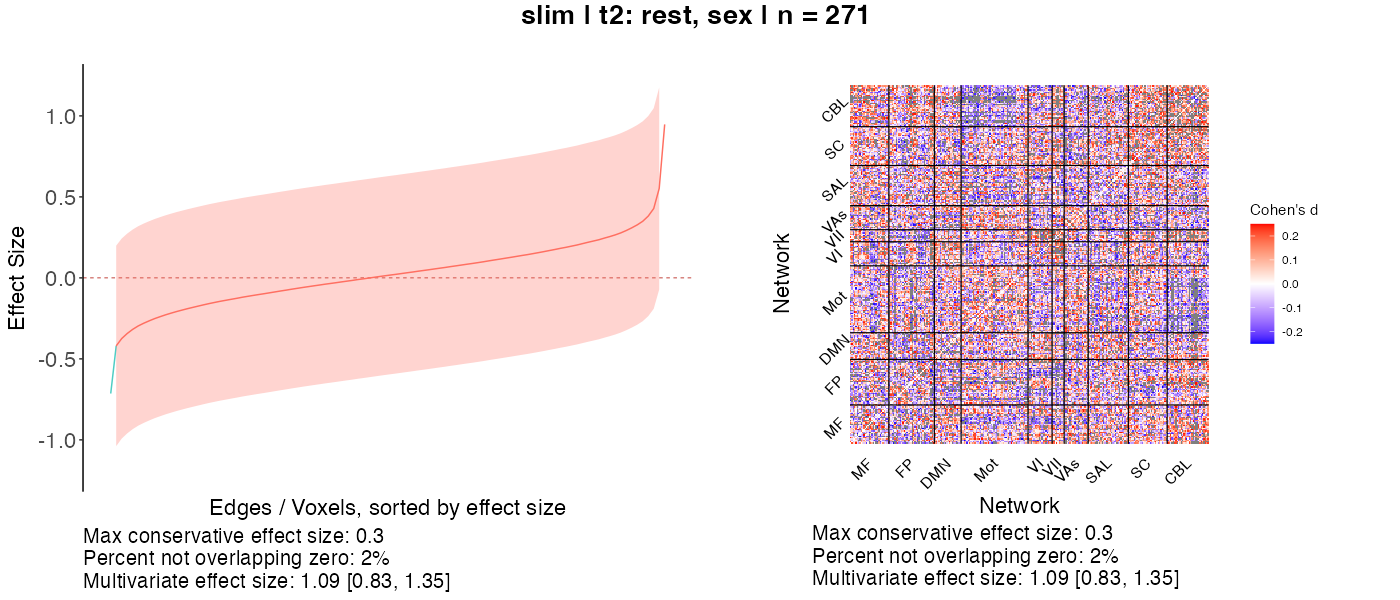 slim | t2: rest, sex | n = 271
Effect Size
1.0
0.5
0.0
-0.5
-1.0
Edges / Voxels, sorted by effect size
Max conservative effect size: 0.3
Percent not overlapping zero: 2%
Multivariate effect size: 1.09 [0.83, 1.35]
Network
CBL
SC
SAL
VAs
VII
VI
Mot
DMN
FP
MF
MF
FP
DMN
Mot
VI
VII
VAs
SAL
SC
CBL
Network
Cohen's d
0.2
0.1
0.0
-0.1
-0.2
Max conservative effect size: 0.3
Percent not overlapping zero: 2%
Multivariate effect size: 1.09 [0.83, 1.35]